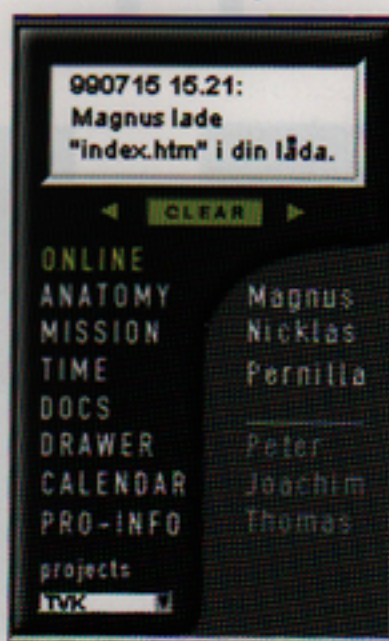 990715 15.21:
Magnus lade
"index.htm" i din låda.
CLEAR
ONLINE
ANATOMY
MISSION
TIME
DOCS
DRAWER
CALENDAR
PRO-INFO
Magnus
Nicklas
Pernilla
Peter
Joachim
Thomas
projects
TVK